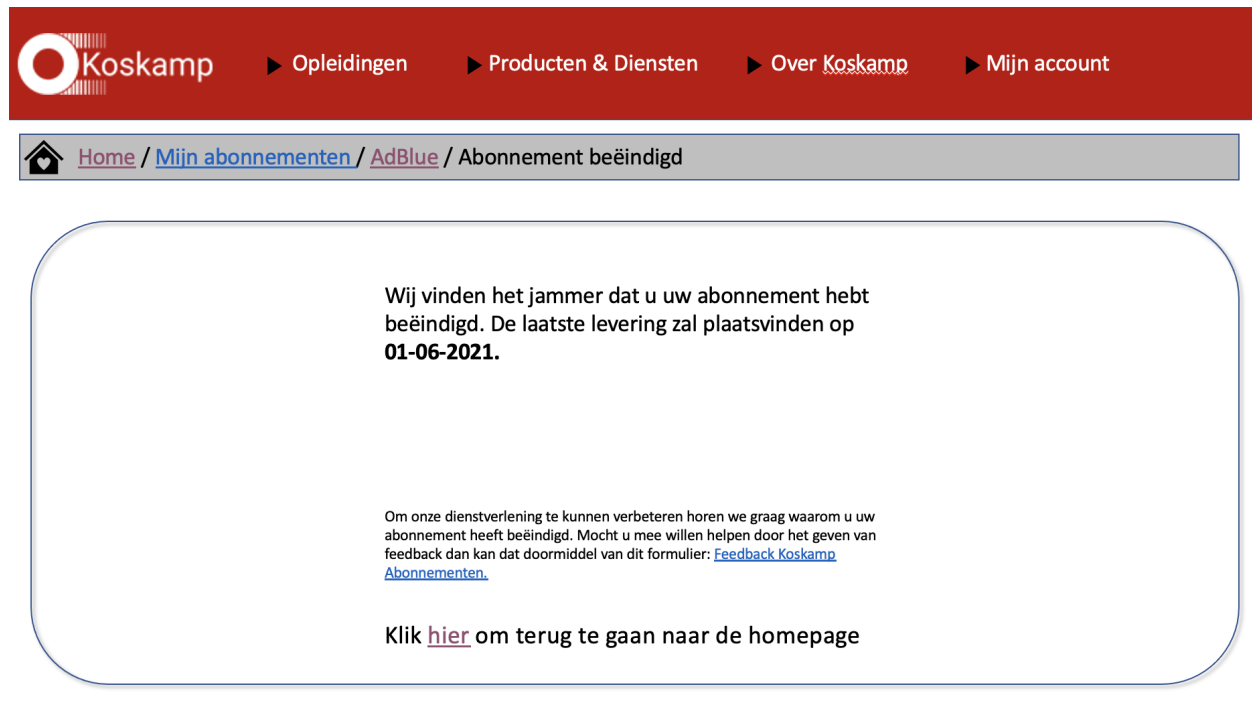 Koskamp
Opleidingen
Producten & Diensten
Over Koskamp
Mijn account
Home / Mijn abonnementen / AdBlue / Abonnement beëindigd
Wij vinden het jammer dat u uw abonnement hebt
beëindigd. De laatste levering zal plaatsvinden op
01-06-2021.
Om onze dienstverlening te kunnen verbeteren horen we graag waarom u uw
abonnement heeft beëindigd. Mocht u mee willen helpen door het geven van
feedback dan kan dat doormiddel van dit formulier: Feedback Koskamp
Abonnementen.
Klik hier om terug te gaan naar de homepage